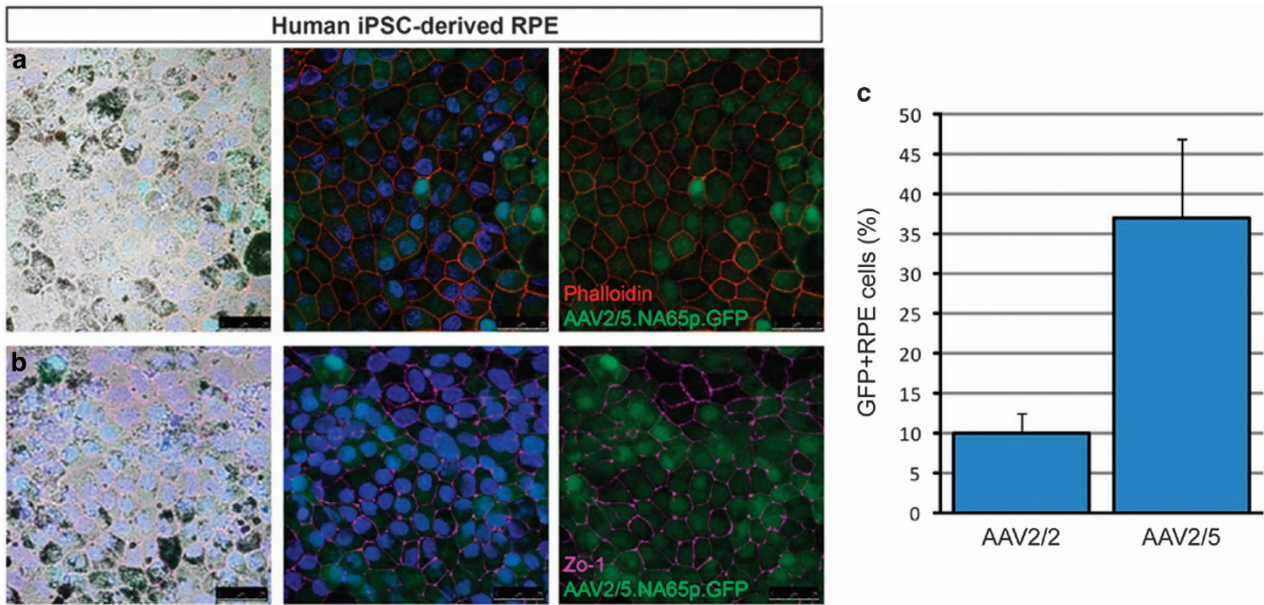 Human iPSC-derived RPE
a
Phalloidin
AAV2/5.NA65p.GFP
b
Zo-1
AAV2/5.NA65p.GFP
c
GFP+RPE cells (%)
50
45
40
35
30
25
20
15
10
5
0
AAV2/2
AAV2/5